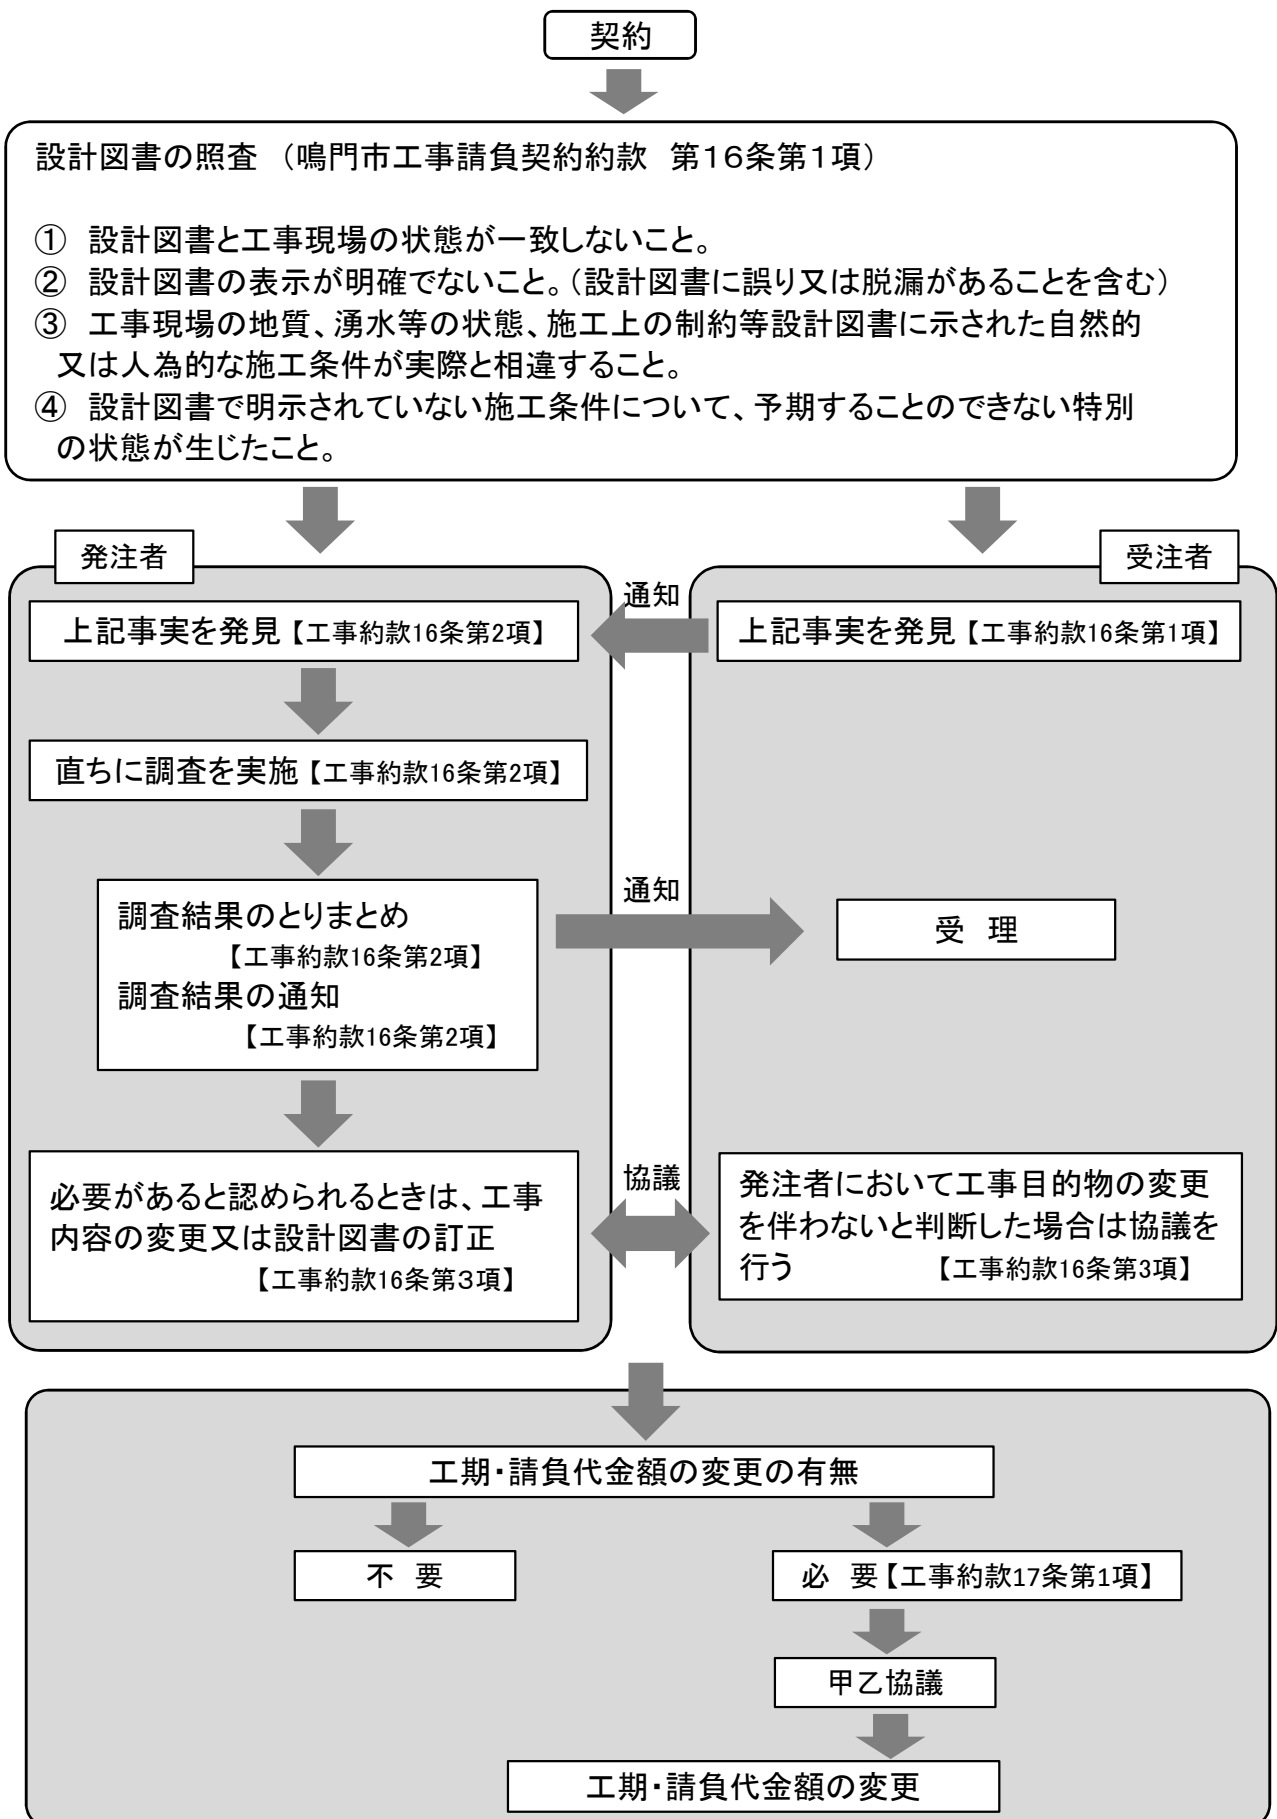 契約
設計図書の照査 （鳴門市工事請負契約約款 第１６条第１項）
① 設計図書と工事現場の状態が一致しないこと。
② 設計図書の表示が明確でないこと。（設計図書に誤り又は脱漏があることを含む）
③ 工事現場の地質、湧水等の状態、施工上の制約等設計図書に示された自然的
又は人為的な施工条件が実際と相違すること。
④ 設計図書で明示されていない施工条件について、予期することのできない特別
の状態が生じたこと。
発注者
受注者
上記事実を発見【工事約款16条第2項】
通知
上記事実を発見【工事約款16条第1項】
直ちに調査を実施【工事約款16条第2項】
調査結果のとりまとめ
【工事約款16条第2項】
調査結果の通知
【工事約款16条第2項】
通知
受 理
必要があると認められるときは、工事
内容の変更又は設計図書の訂正
【工事約款16条第３項】
協議
発注者において工事目的物の変更
を伴わないと判断した場合は協議を
行う 【工事約款16条第3項】
工期・請負代金額の変更の有無
不 要
必 要【工事約款17条第1項】
甲乙協議
工期・請負代金額の変更